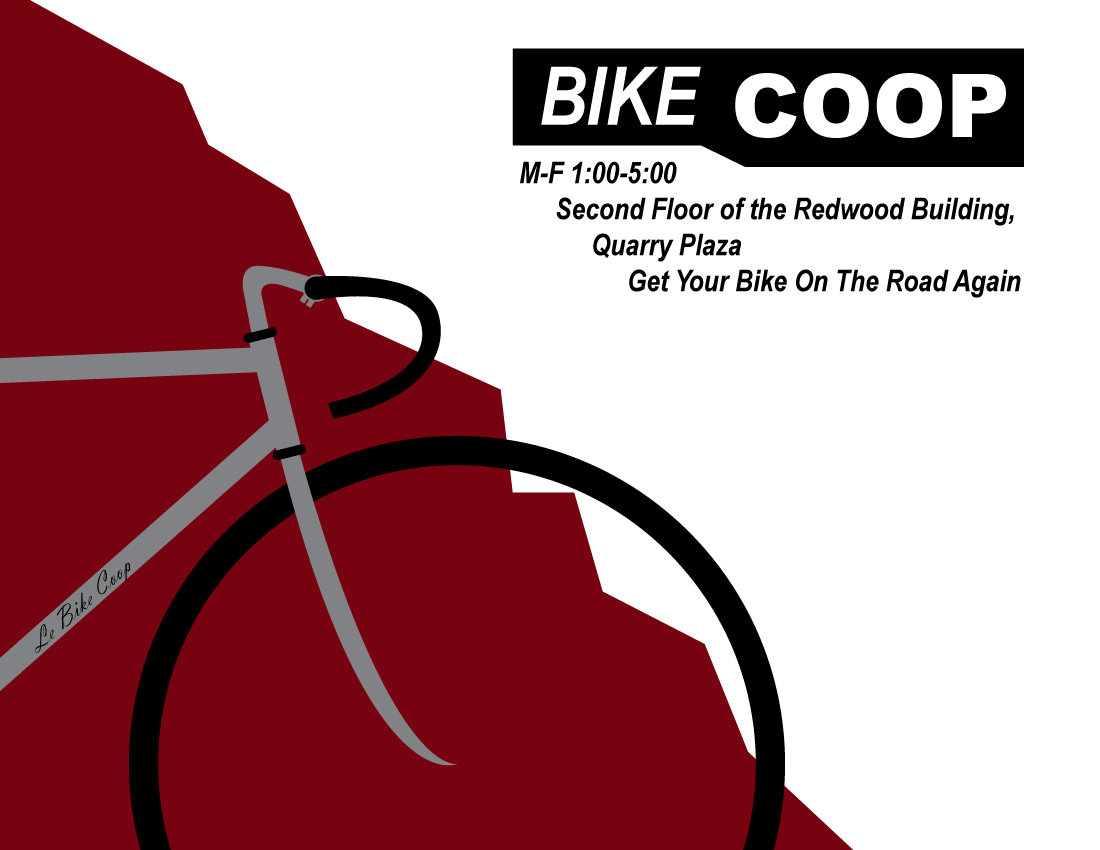 BIKE COOP
M-F 1:00-5:00
Second Floor of the Redwood Building,
Quarry Plaza
Get Your Bike On The Road Again
Le Bike Coop